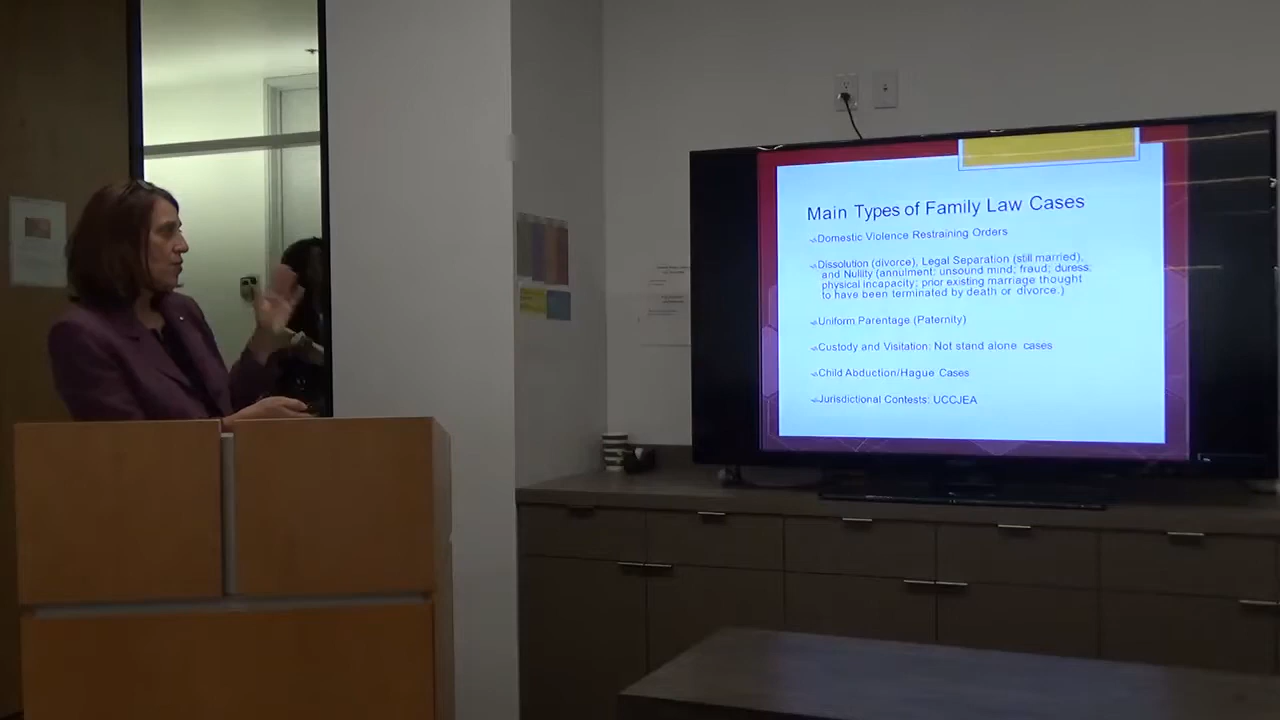 Main Types of Family Law Cases
Domestic Violence Restraining Orders
Dissolution (divorce), Legal Separation (still married),
and Nullity (annulment: unsound mind; fraud; duress;
physical incapacity; prior existing marriage thought
to have been terminated by death or divorce.)
Uniform Parentage (Paternity)
Custody and Visitation: Not stand alone cases
Child Abduction/Hague Cases
Jurisdictional Contests: UCCJEA